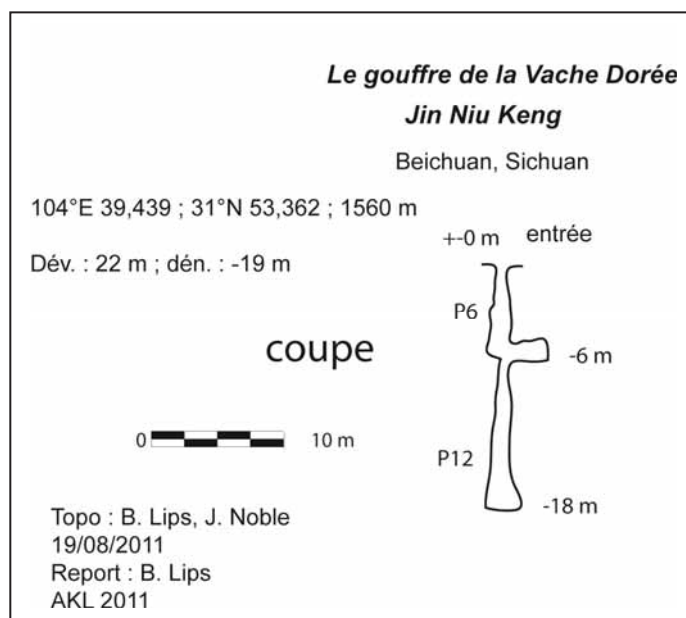 Le gouffre de la Vache Dorée
Jin Niu Keng
Beichuan, Sichuan
104°E 39,439 ; 31°N 53,362 ; 1560 m
Dév. : 22 m ; dén. : -19 m
+-0 m entrée
P6
coupe
-6 m
0 10 m
P12
-18 m
Topo : B. Lips, J. Noble
19/08/2011
Report : B. Lips
AKL 2011